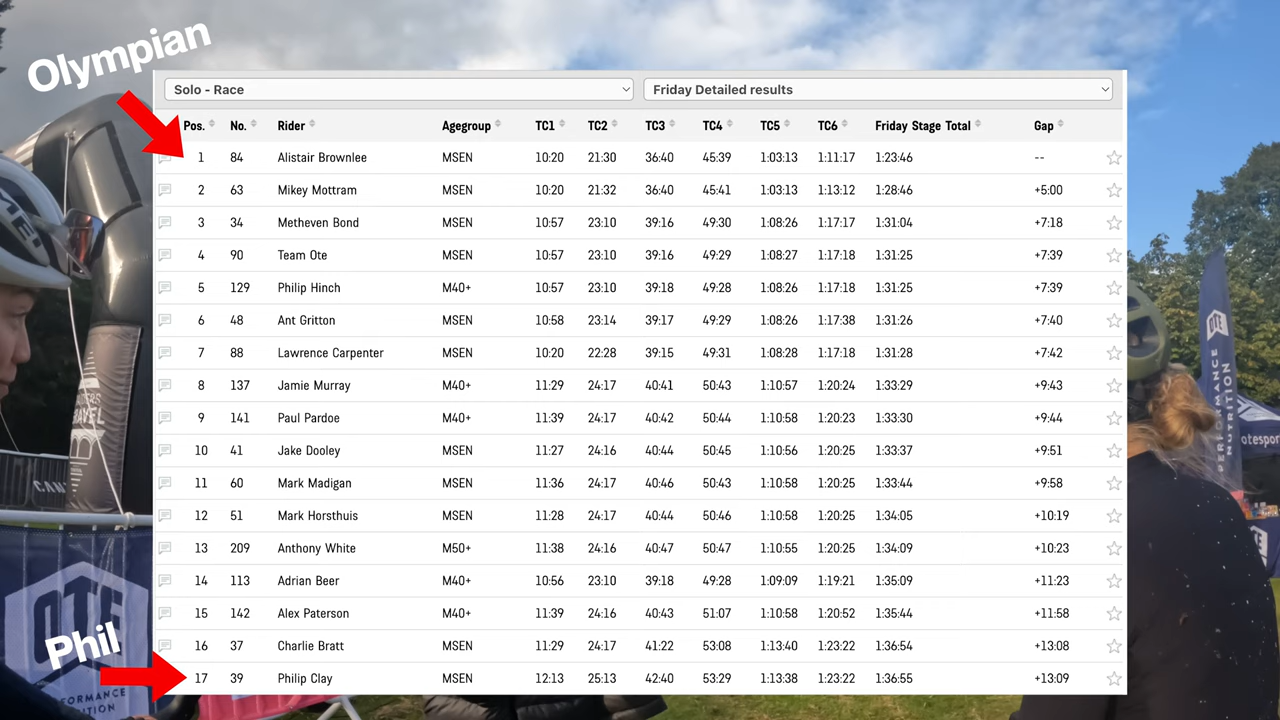 Olympian
Solo - Race Friday Detailed results
Pos. No. Rider Agegroup TC1 TC2 TC3 TC4 TC5 TC6 Friday Stage Total Gap
1 84 Alistair Brownlee MSEN 10:20 21:30 36:40 45:39 1:03:13 1:11:17 1:23:46 --
2 63 Mikey Mottram MSEN 10:20 21:32 36:40 45:41 1:03:13 1:13:12 1:28:46 +5:00
3 34 Metheven Bond MSEN 10:57 23:10 39:16 49:30 1:08:26 1:17:17 1:31:04 +7:18
4 90 Team Ote MSEN 10:57 23:10 39:16 49:29 1:08:27 1:17:18 1:31:25 +7:39
5 129 Philip Hinch M40+ 10:57 23:10 39:18 49:28 1:08:26 1:17:18 1:31:25 +7:39
6 48 Ant Gritton MSEN 10:58 23:14 39:17 49:29 1:08:26 1:17:38 1:31:26 +7:40
7 88 Lawrence Carpenter MSEN 10:20 22:28 39:15 49:31 1:08:28 1:17:18 1:31:28 +7:42
8 137 Jamie Murray M40+ 11:29 24:17 40:41 50:43 1:10:57 1:20:24 1:33:29 +9:43
9 141 Paul Pardoe M40+ 11:39 24:17 40:42 50:44 1:10:58 1:20:23 1:33:30 +9:44
10 41 Jake Dooley MSEN 11:27 24:16 40:44 50:45 1:10:56 1:20:25 1:33:37 +9:51
11 60 Mark Madigan MSEN 11:36 24:17 40:46 50:43 1:10:58 1:20:25 1:33:44 +9:58
12 51 Mark Horsthuis MSEN 11:28 24:17 40:44 50:46 1:10:58 1:20:25 1:34:05 +10:19
13 209 Anthony White M50+ 11:38 24:16 40:47 50:47 1:10:55 1:20:25 1:34:09 +10:23
14 113 Adrian Beer M40+ 10:56 23:10 39:18 49:28 1:09:09 1:19:21 1:35:09 +11:23
15 142 Alex Paterson M40+ 11:39 24:16 40:43 51:07 1:10:58 1:20:52 1:35:44 +11:58
16 37 Charlie Bratt MSEN 11:29 24:17 41:22 53:08 1:13:40 1:23:22 1:36:54 +13:08
17 39 Philip Clay MSEN 12:13 25:13 42:40 53:29 1:13:38 1:23:22 1:36:55 +13:09
Phil
OTE
OTE
PERFORMANCE
NUTRITION
otespor